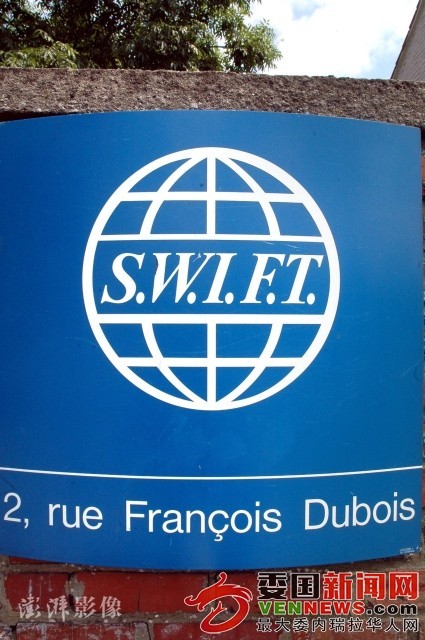 S.W.I.F.T.
2, rue François Dubois
澎湃影像
委国新闻网
VENNEWS.COM
最大委内瑞拉华人网